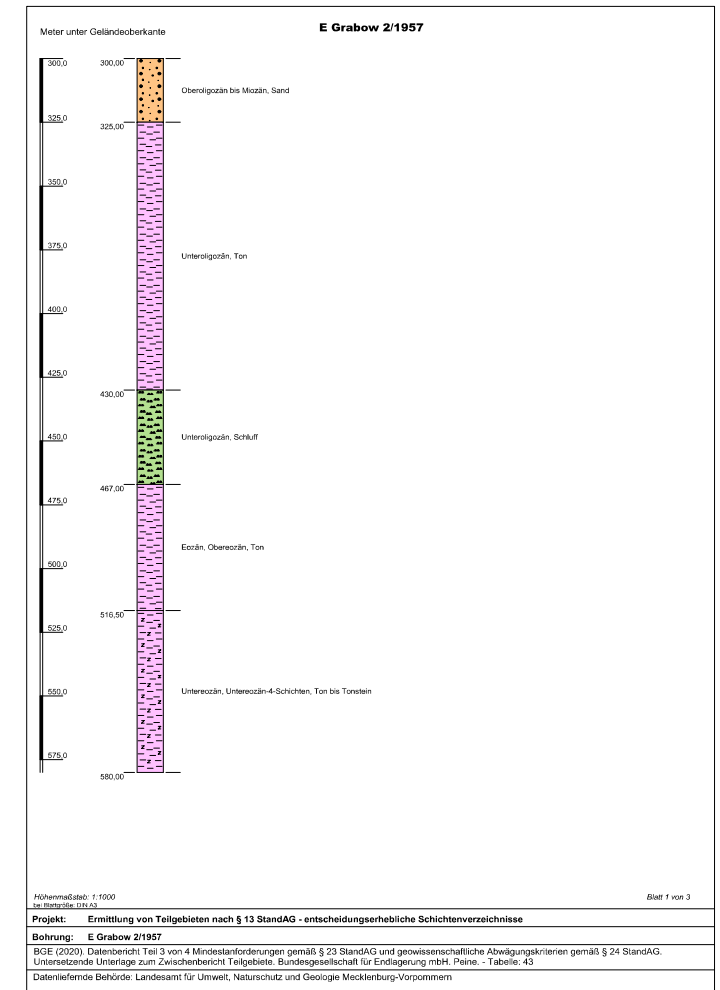 E Grabow 2/1957
Meter unter Geländeoberkante
300,0
300,00
Oberoligozän bis Miozän, Sand
325,0
325,00
350,0
375,0
Unteroligozän, Ton
400,0
425,0
430,00
450,0
Unteroligozän, Schluff
467,00
475,0
Eozän, Obereozän, Ton
500,0
516,50
525,0
550,0
Untereozän, Untereozän-4-Schichten, Ton bis Tonstein
575,0
580,00
Höhenmaßstab: 1:1000
bei Blattgröße: DIN A3
Blatt 1 von 3
Projekt: Ermittlung von Teilgebieten nach § 13 StandAG - entscheidungserhebliche Schichtenverzeichnisse
Bohrung: E Grabow 2/1957
BGE (2020). Datenbericht Teil 3 von 4 Mindestanforderungen gemäß § 23 StandAG und geowissenschaftliche Abwägungskriterien gemäß § 24 StandAG.
Untersetzende Unterlage zum Zwischenbericht Teilgebiete. Bundesgesellschaft für Endlagerung mbH. Peine. - Tabelle: 43
Datenliefernde Behörde: Landesamt für Umwelt, Naturschutz und Geologie Mecklenburg-Vorpommern